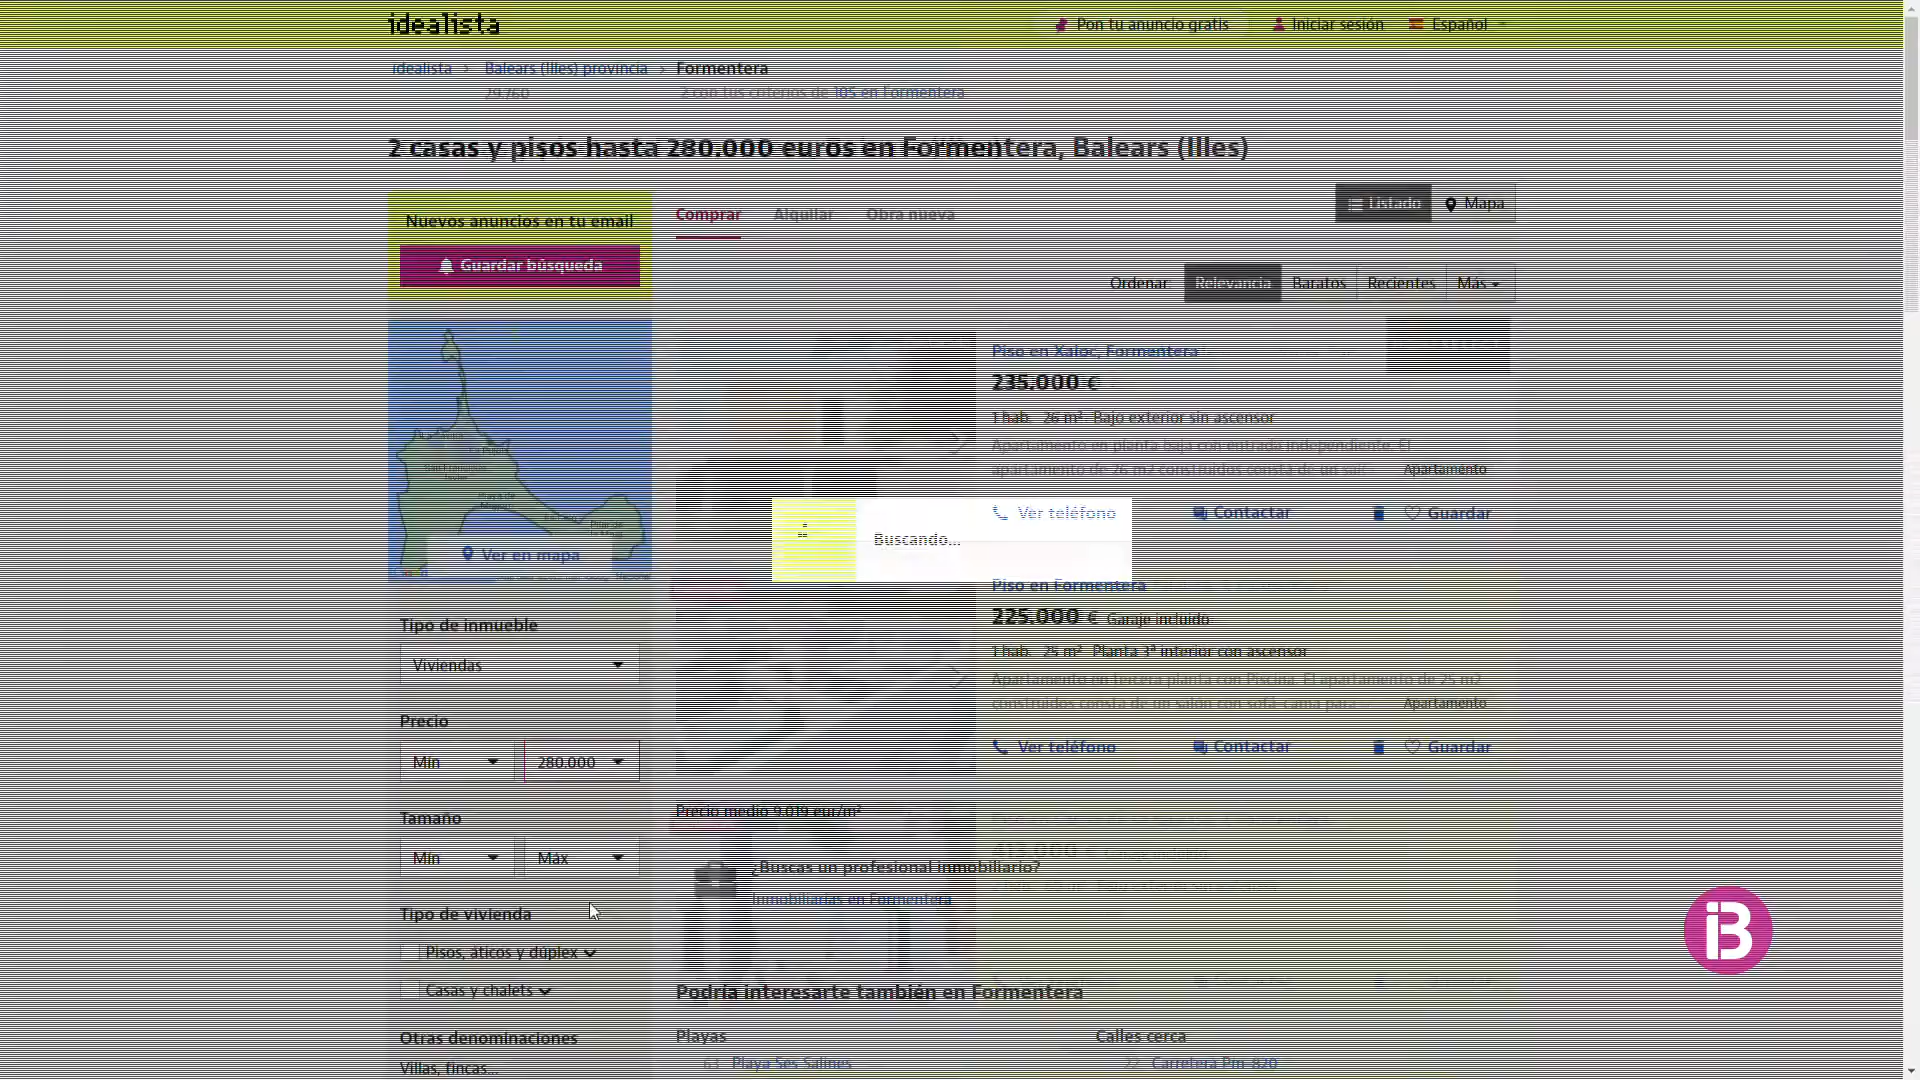 idealista
Pon tu anuncio gratis
Iniciar sesión
Español
idealista > Balears (Illes) provincia > Formentera
29.760
2 con tus criterios de 105 en Formentera
2 casas y pisos hasta 280.000 euros en Formentera, Balears (Illes)
Nuevos anuncios en tu email
Guardar búsqueda
Comprar Alquilar Obra nueva
Listado Mapa
Ordenar: Relevancia Baratos Recientes Más
Piso en Xaloc, Formentera
235.000 €
1 hab. 26 m² Bajo exterior sin ascensor
Apartamento en planta baja con entrada independiente. El
apartamento de 26 m2 construidos consta de un
Apartamento
Ver teléfono Contactar Guardar
Buscando...
Ver en mapa
Piso en Formentera
225.000 € Garaje incluido
1 hab. 25 m² Planta 3ª interior con ascensor
Apartamento en tercera planta con Piscina. El apartamento de 25 m2
construidos consta de un salón con sofá-cama para
Apartamento
Ver teléfono Contactar Guardar
Tipo de inmueble
Viviendas
Precio
Mín 280.000
Tamaño
Mín Máx
Tipo de vivienda
Pisos, áticos y dúplex
Casas y chalets
Otras denominaciones
Villas, fincas...
Precio medio 9.019 eur/m²
¿Buscas un profesional inmobiliario?
Inmobiliarias en Formentera
Podría interesarte también en Formentera
Playas
63 Playa Ses Salines
Calles cerca
22 Carretera Pm-820
iB